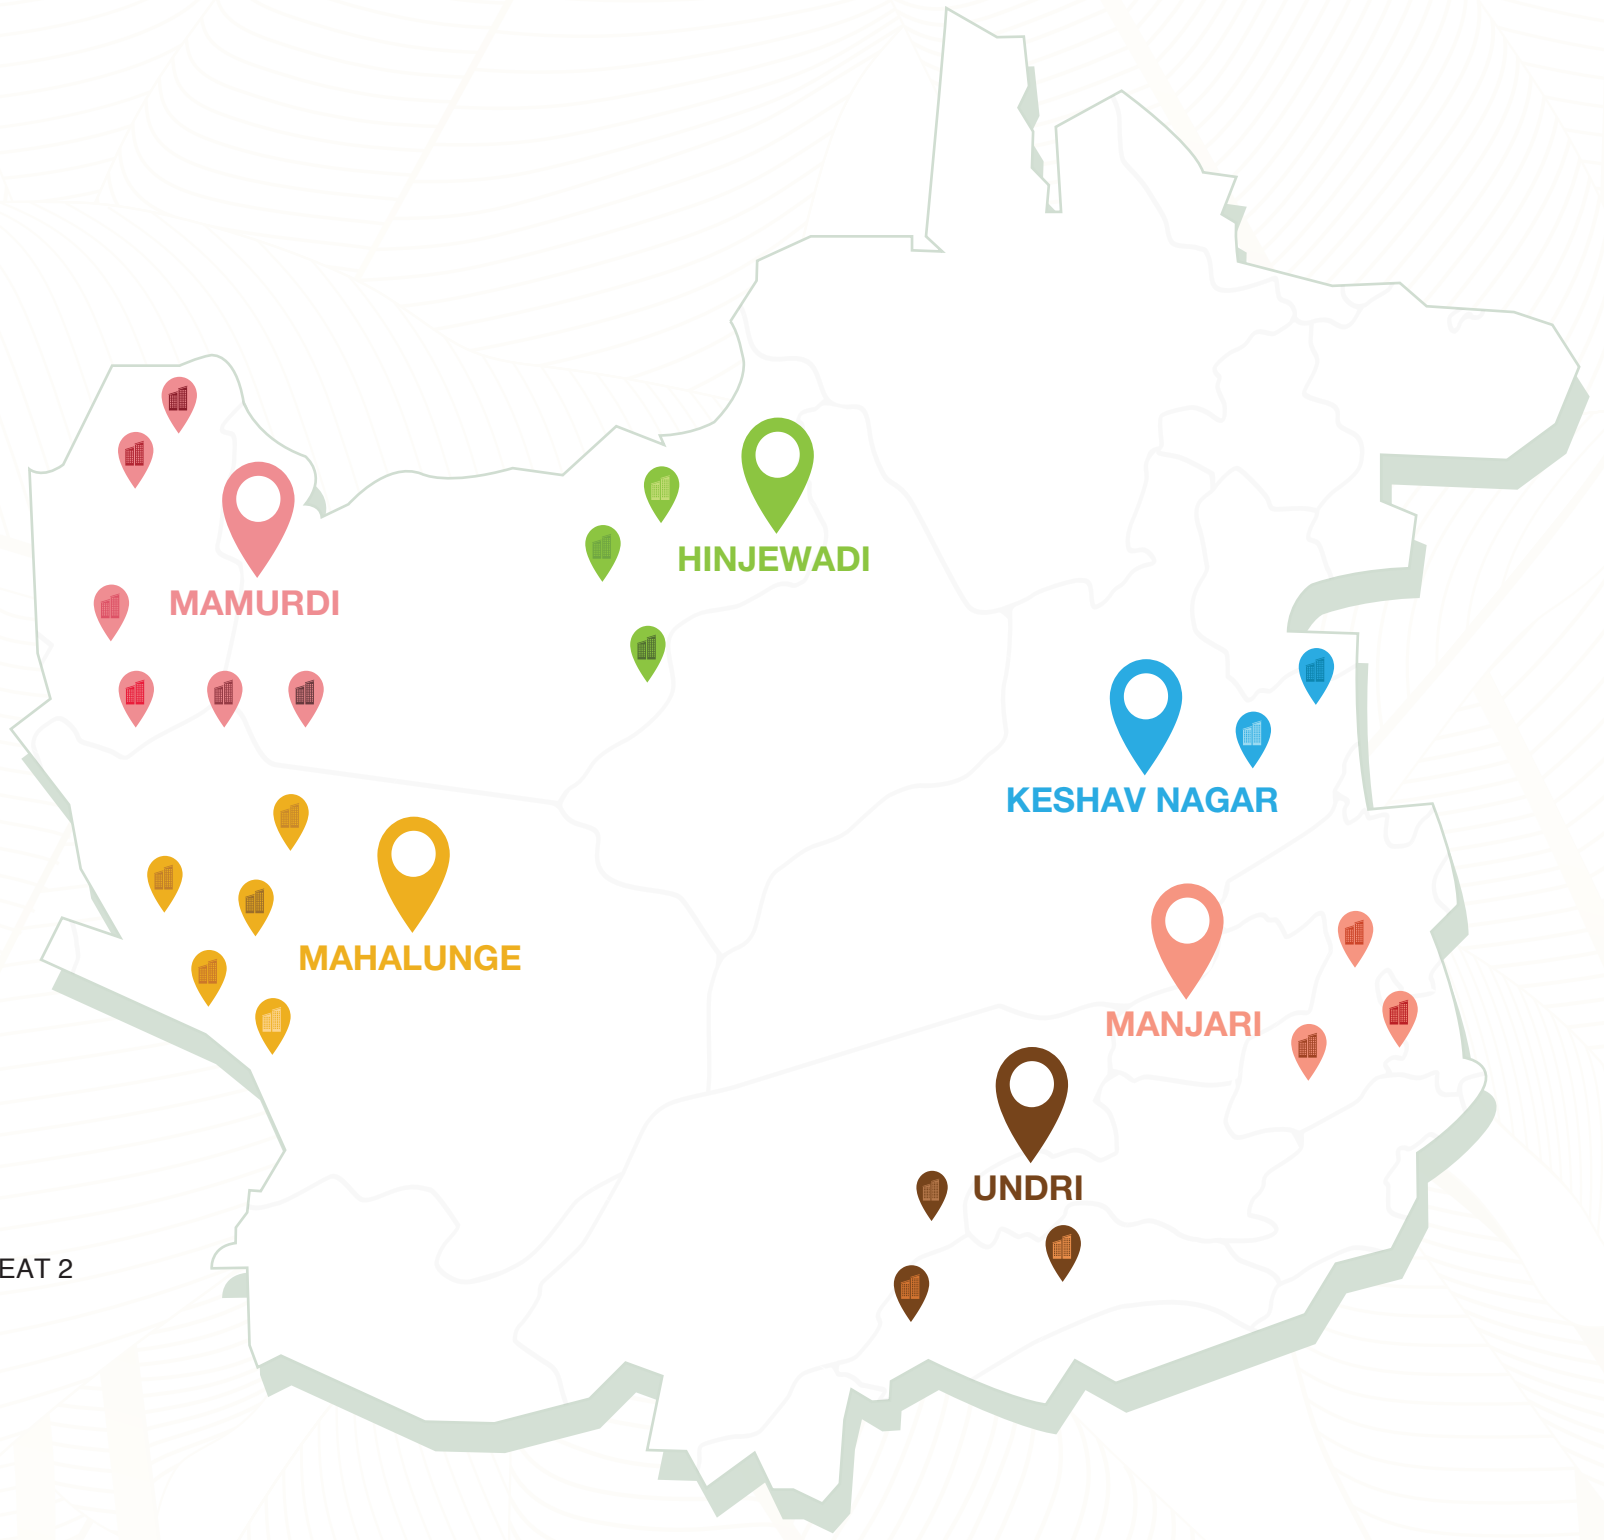 HINJEWADI
MAMURDI
KESHAV NAGAR
MAHALUNGE
MANJARI
UNDRI
EAT 2